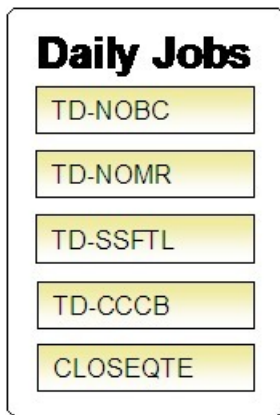 Daily Jobs
TD-NOBC
TD-NOMR
TD-SSFTL
TD-CCCB
CLOSEQTE